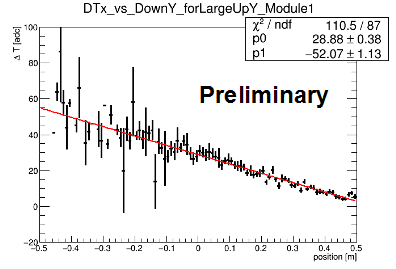 DTx_vs_DownY_forLargeUpY_Module1
χ² / ndf 110.5 / 87
p0 28.88 ± 0.38
p1 −52.07 ± 1.13
Δ T [adc]
Preliminary
100
80
60
40
20
0
−20
−0.5 −0.4 −0.3 −0.2 −0.1 0 0.1 0.2 0.3 0.4 0.5
position [m]